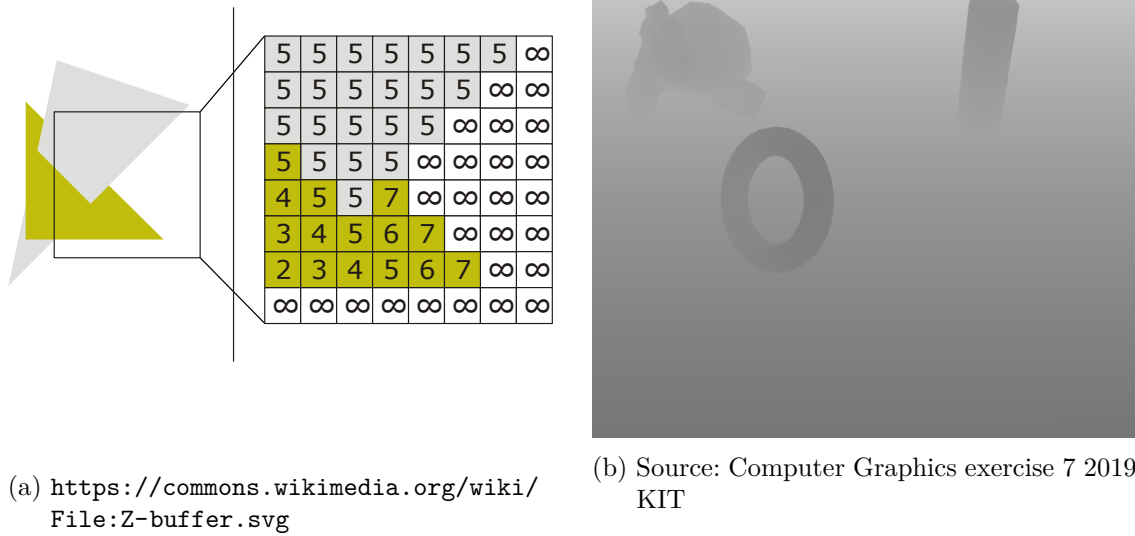 5 5 5 5 5 5 5 ∞
5 5 5 5 5 5 ∞ ∞
5 5 5 5 5 ∞ ∞ ∞
5 5 5 5 ∞ ∞ ∞ ∞
4 5 5 7 ∞ ∞ ∞ ∞
3 4 5 6 7 ∞ ∞ ∞
2 3 4 5 6 7 ∞ ∞
∞ ∞ ∞ ∞ ∞ ∞ ∞ ∞
(a) https://commons.wikimedia.org/wiki/
File:Z-buffer.svg
(b) Source: Computer Graphics exercise 7 2019
KIT